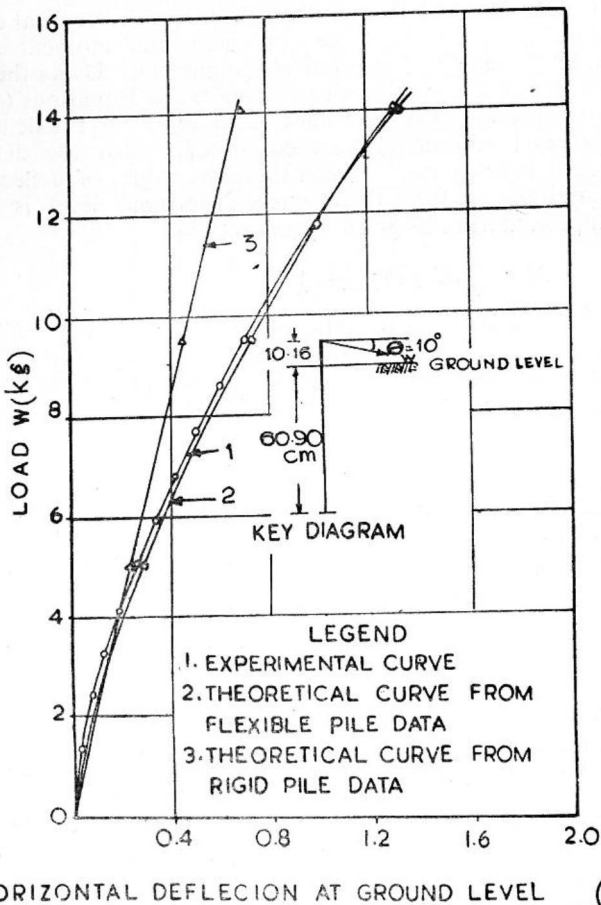 16
14
12
10
8
6
4
2
0
LOAD W(kg)
3
1
2
10.16
θ=10°
W
GROUND LEVEL
60.90
cm
KEY DIAGRAM
LEGEND
1. EXPERIMENTAL CURVE
2. THEORETICAL CURVE FROM
FLEXIBLE PILE DATA
3. THEORETICAL CURVE FROM
RIGID PILE DATA
0.4
0.8
1.2
1.6
2.0
ORIZONTAL DEFLECION AT GROUND LEVEL (